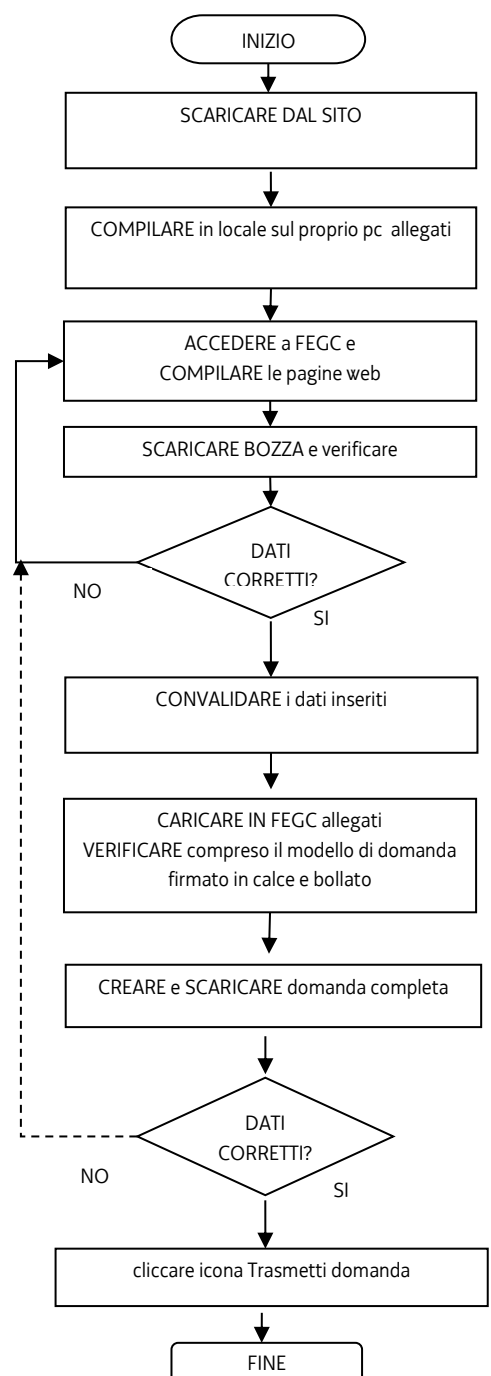 INIZIO
SCARICARE DAL SITO
COMPILARE in locale sul proprio pc allegati
ACCEDERE a FEGC e
COMPILARE le pagine web
SCARICARE BOZZA e verificare
DATI
CORRETTI?
NO
SI
CONVALIDARE i dati inseriti
CARICARE IN FEGC allegati
VERIFICARE compreso il modello di domanda
firmato in calce e bollato
CREARE e SCARICARE domanda completa
DATI
CORRETTI?
NO
SI
cliccare icona Trasmetti domanda
FINE